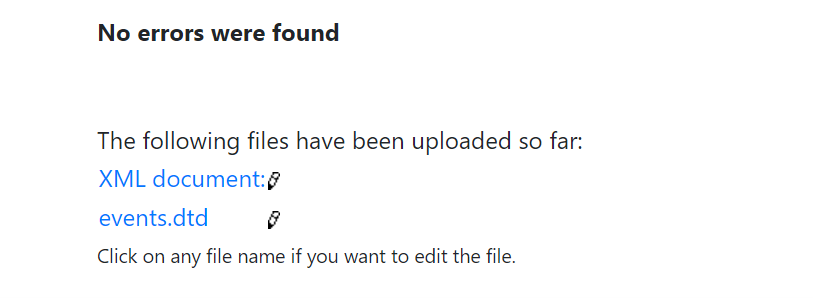 No errors were found
The following files have been uploaded so far:
XML document:
events.dtd
Click on any file name if you want to edit the file.